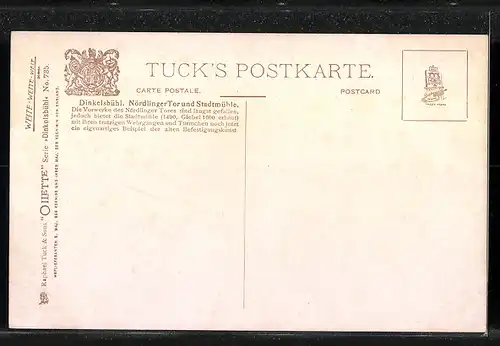 TUCK'S POSTKARTE.
CARTE POSTALE.
POSTCARD
Dinkelsbühl. Nördlinger Tor und Stadtmühle.
Die Vorwerke des Nördlinger Tores sind längst gefallen,
jedoch bietet die Stadtmühle (1490, Giebel 1600 erhöht)
mit ihren trutzigen Wehrgängen und Türmchen noch jetzt
ein eigenartiges Beispiel der alten Befestigungskunst
Raphael Tuck & Sons' "OILETTE" Serie »Dinkelsbühl« No. 785.